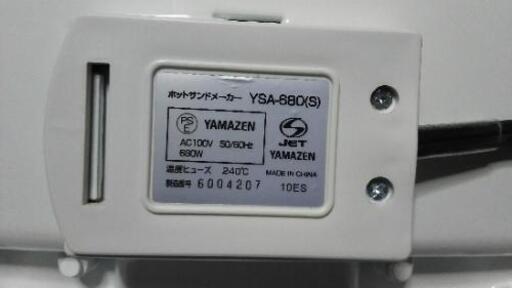 ホットサンドメーカー YSA-680(S)
PSE YAMAZEN
AC100V 50/60Hz
680W
JET
YAMAZEN
温度ヒューズ 240℃
MADE IN CHINA
製造番号 6004207 10ES